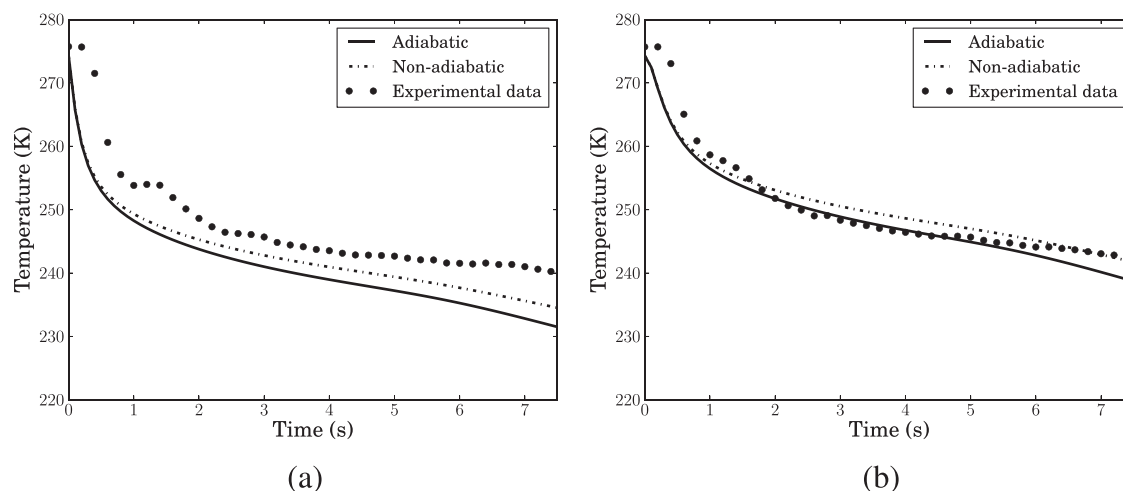 280
270
260
250
240
230
220
0 1 2 3 4 5 6 7
Temperature (K)
Time (s)
Adiabatic
Non-adiabatic
Experimental data
(a)
280
270
260
250
240
230
220
0 1 2 3 4 5 6 7
Temperature (K)
Time (s)
Adiabatic
Non-adiabatic
Experimental data
(b)